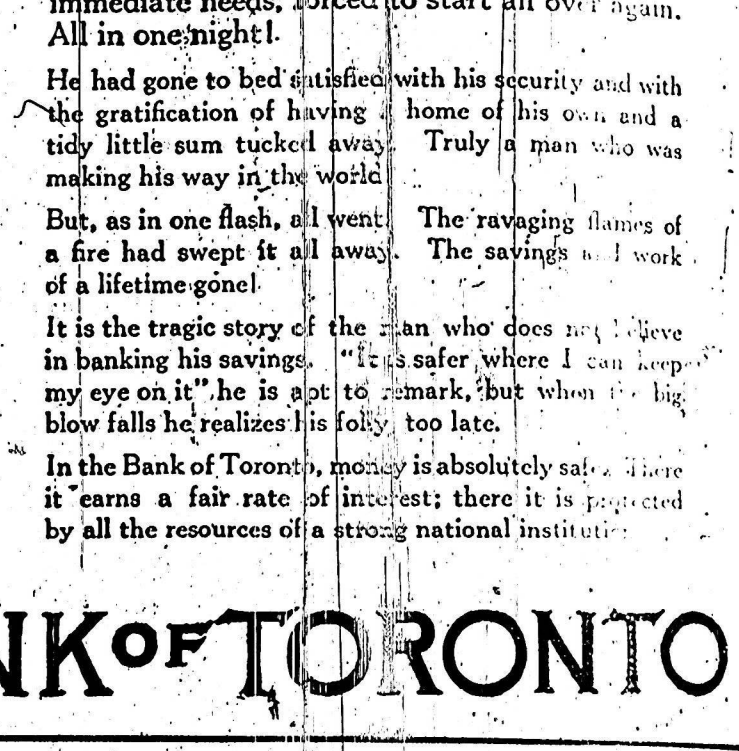 immediate needs, forced to start all over again.
All in one night!
He had gone to bed satisfied with his security and with
the gratification of having a home of his own and a
tidy little sum tucked away. Truly a man who was
making his way in the world
But, as in one flash, all went. The ravaging flames of
a fire had swept it all away. The savings and work
of a lifetime gone!
It is the tragic story of the man who does not believe
in banking his savings. "It is safer where I can keep
my eye on it" he is apt to remark, but when the big
blow falls he realizes his folly too late.
In the Bank of Toronto, money is absolutely safe. There
it earns a fair rate of interest; there it is protected
by all the resources of a strong national institution
NK OF TORONTO